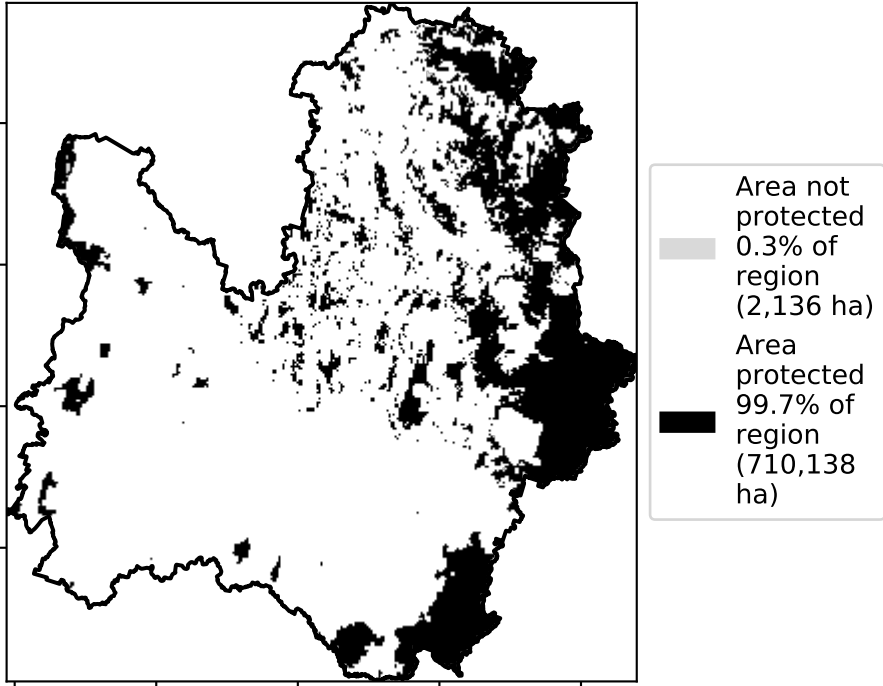 Area not
protected
0.3% of
region
(2,136 ha)
Area
protected
99.7% of
region
(710,138
ha)